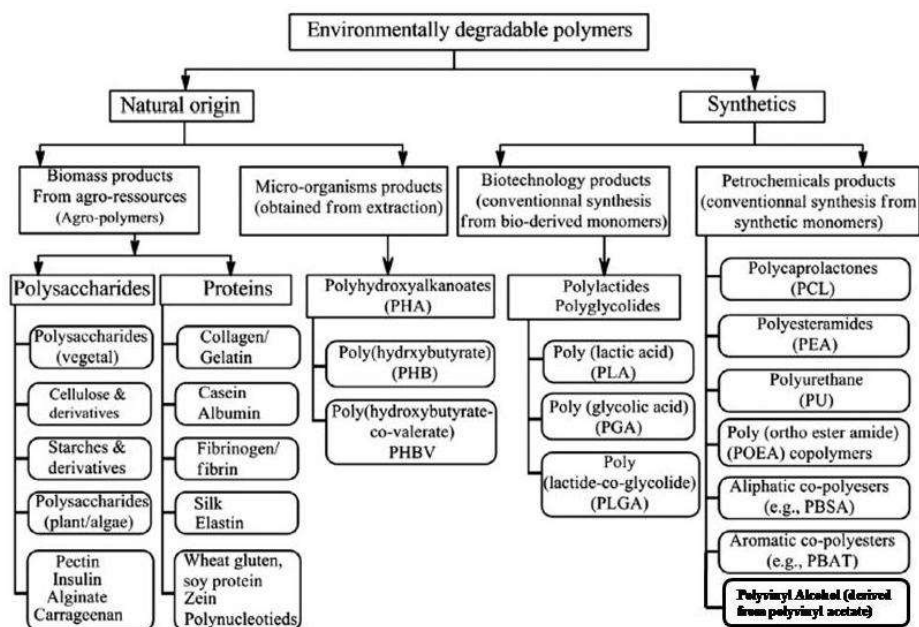 Environmentally degradable polymers
Natural origin
Synthetics
Biomass products
From agro-ressources
(Agro-polymers)
Micro-organisms products
(obtained from extraction)
Biotechnology products
(conventionnal synthesis
from bio-derived monomers)
Petrochemicals products
(conventionnal synthesis from
synthetic monomers)
Polysaccharides
Proteins
Polyhydroxyalkanoates
(PHA)
Polylactides
Polyglycolides
Polysaccharides
(vegetal)
Cellulose &
derivatives
Starches &
derivatives
Polysaccharides
(plant/algae)
Pectin
Insulin
Alginate
Carrageenan
Collagen/
Gelatin
Casein
Albumin
Fibrinogen/
fibrin
Silk
Elastin
Wheat gluten,
soy protein
Zein
Polynucleotieds
Poly(hydrxybutyrate)
(PHB)
Poly(hydroxybutyrate-
co-valerate)
PHBV
Poly (lactic acid)
(PLA)
Poly (glycolic acid)
(PGA)
Poly
(lactide-co-glycolide)
(PLGA)
Polycaprolactones
(PCL)
Polyesteramides
(PEA)
Polyurethane
(PU)
Poly (ortho ester amide)
(POEA) copolymers
Aliphatic co-polyesers
(e.g., PBSA)
Aromatic co-polyesters
(e.g., PBAT)
Polyvinyl Alcohol (derived
from polyvinyl acetate)